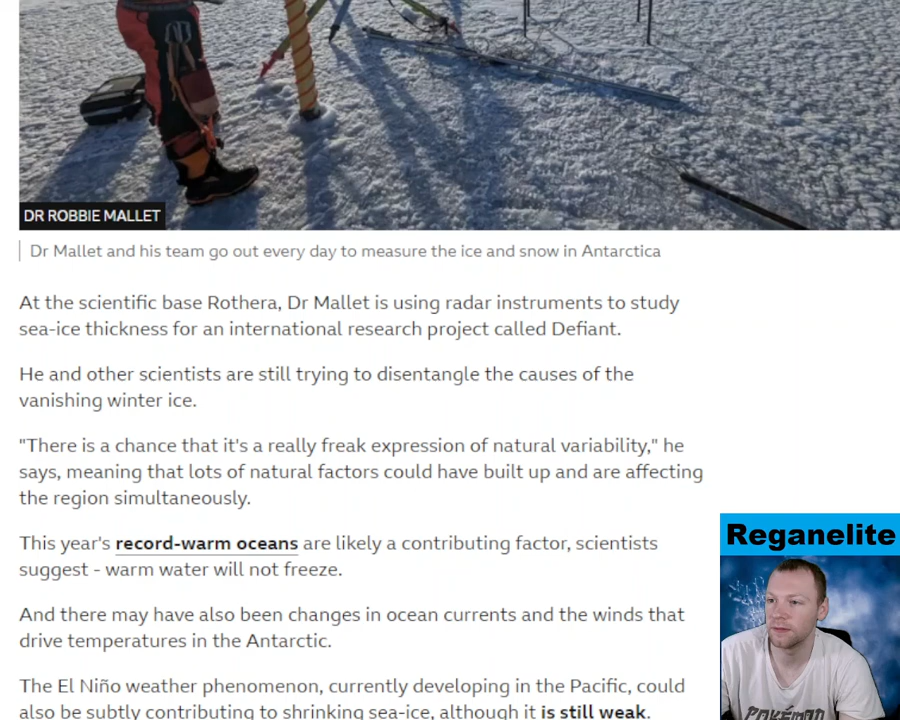 DR ROBBIE MALLET
Dr Mallet and his team go out every day to measure the ice and snow in Antarctica
At the scientific base Rothera, Dr Mallet is using radar instruments to study
sea-ice thickness for an international research project called Defiant.
He and other scientists are still trying to disentangle the causes of the
vanishing winter ice.
"There is a chance that it's a really freak expression of natural variability," he
says, meaning that lots of natural factors could have built up and are affecting
the region simultaneously.
This year's record-warm oceans are likely a contributing factor, scientists
suggest - warm water will not freeze.
And there may have also been changes in ocean currents and the winds that
drive temperatures in the Antarctic.
The El Niño weather phenomenon, currently developing in the Pacific, could
also be subtly contributing to shrinking sea-ice, although it is still weak.
Reganelite
POKÉMON